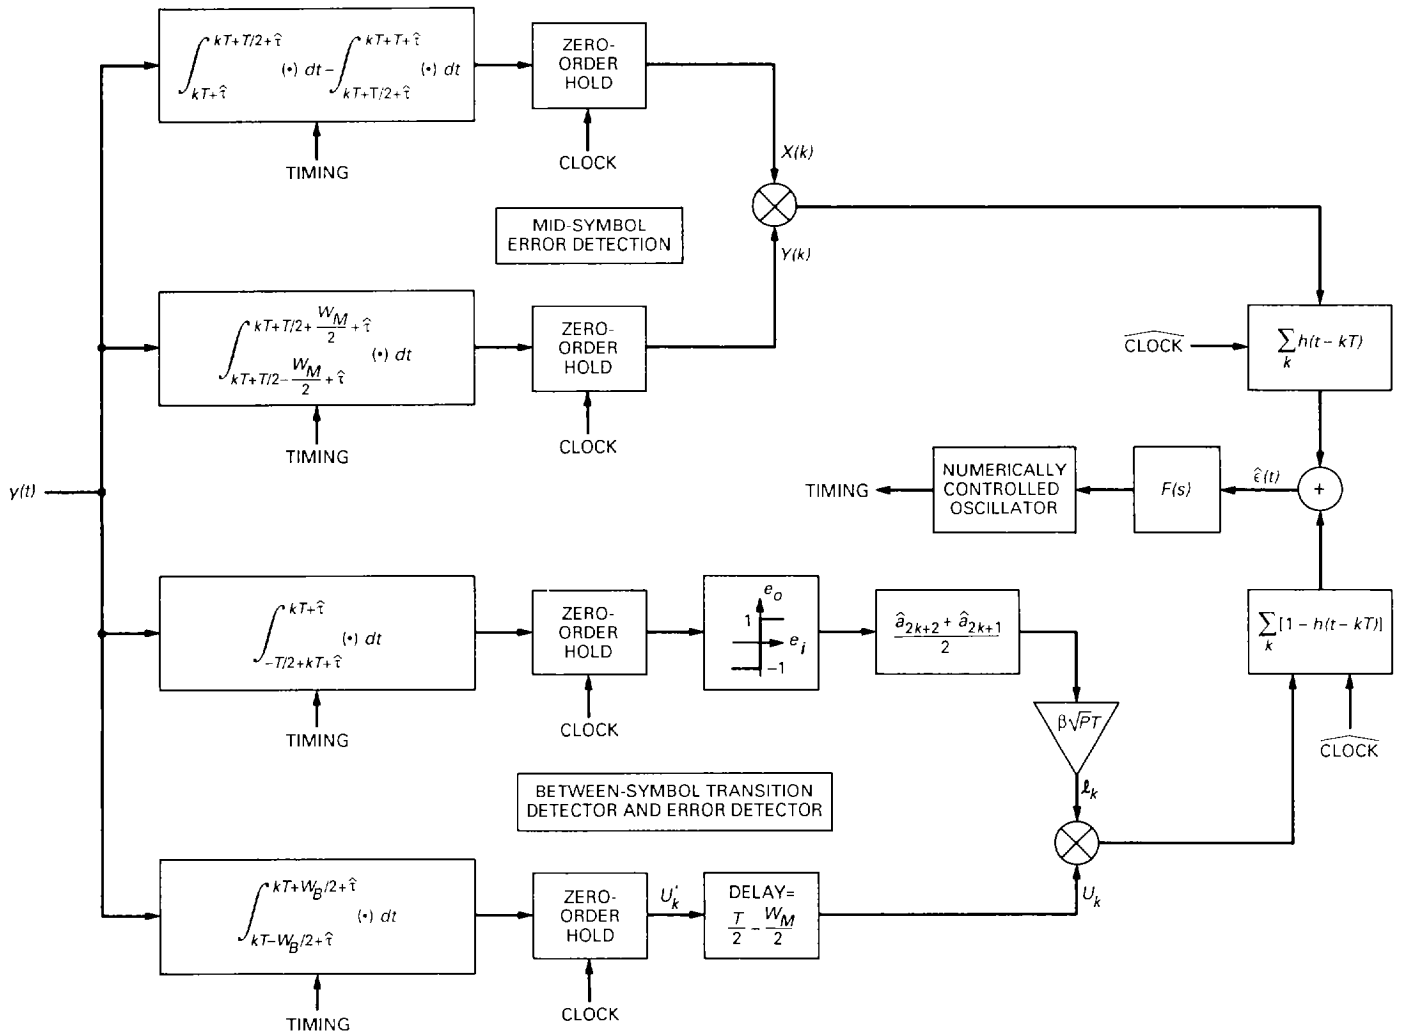 ∫_{kT+τ̂}^{kT+T/2+τ̂} (•) dt − ∫_{kT+T/2+τ̂}^{kT+T+τ̂} (•) dt
TIMING
ZERO-
ORDER
HOLD
CLOCK
X(k)
MID-SYMBOL
ERROR DETECTION
Y(k)
∫_{kT+T/2−W_M/2+τ̂}^{kT+T/2+W_M/2+τ̂} (•) dt
TIMING
ZERO-
ORDER
HOLD
CLOCK
\widehat{CLOCK}
∑_k h(t − kT)
y(t)
TIMING
NUMERICALLY
CONTROLLED
OSCILLATOR
F(s)
ε̂(t)
+
∫_{−T/2+kT+τ̂}^{kT+τ̂} (•) dt
TIMING
ZERO-
ORDER
HOLD
CLOCK
e_o
1
e_i
−1
(â_{2k+2} + â_{2k+1})/2
∑_k [1 − h(t − kT)]
\widehat{CLOCK}
β√PT
ℓ_k
BETWEEN-SYMBOL TRANSITION
DETECTOR AND ERROR DETECTOR
∫_{kT−W_B/2+τ̂}^{kT+W_B/2+τ̂} (•) dt
TIMING
ZERO-
ORDER
HOLD
CLOCK
U'_k
DELAY=
T/2 − W_M/2
U_k